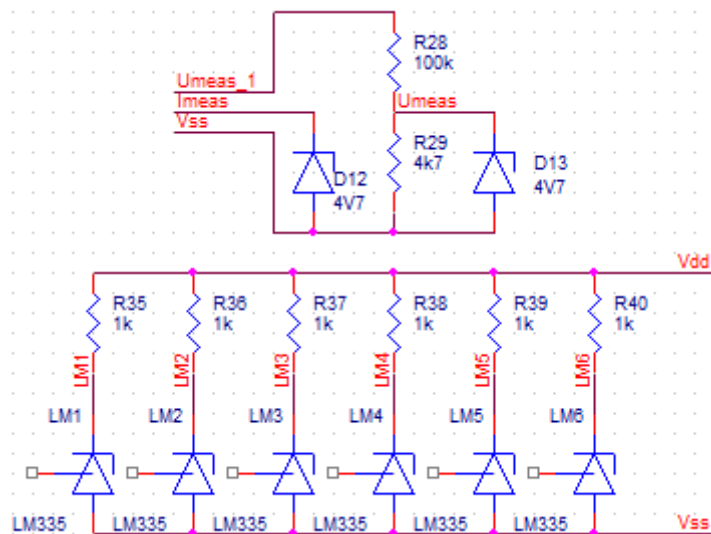 R28
100k
Umeas_1
Imeas
Umeas
Vss
R29
4k7
D12
4V7
D13
4V7
Vdd
R35
1k
R36
1k
R37
1k
R38
1k
R39
1k
R40
1k
LM1
LM2
LM3
LM4
LM5
LM6
LM1
LM2
LM3
LM4
LM5
LM6
LM335
LM335
LM335
LM335
LM335
LM335
Vss